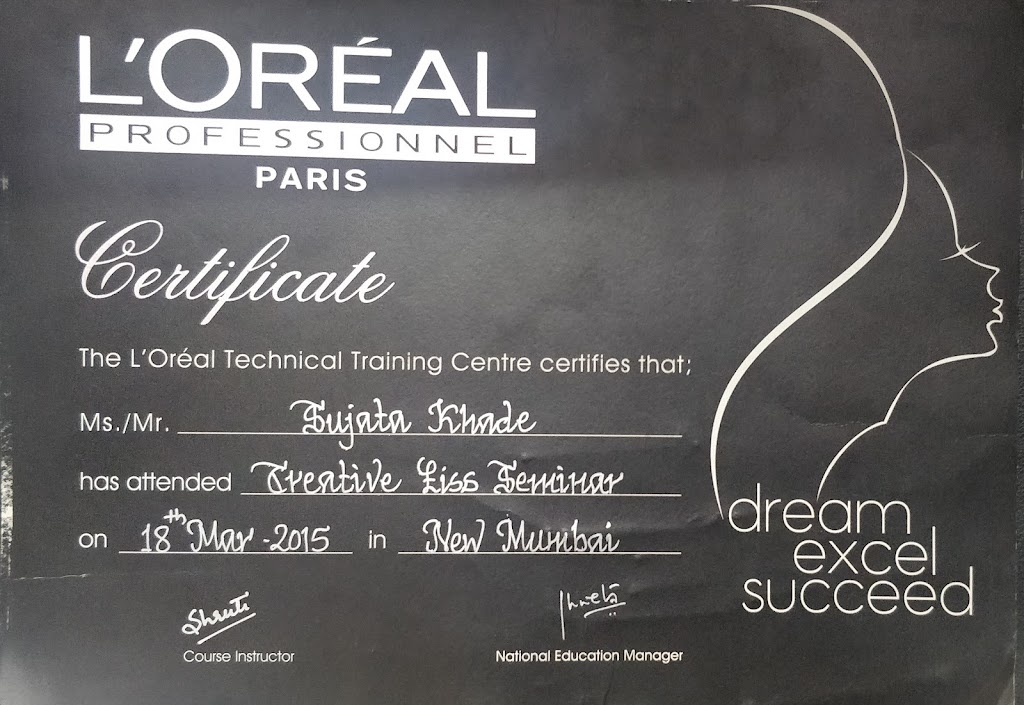 L'ORÉAL
PROFESSIONNEL
PARIS
Certificate
The L'Oréal Technical Training Centre certifies that;
Ms./Mr. Sujata Khade
has attended Creative Liss Seminar
on 18th Mar-2015 in New Mumbai
dream
excel
succeed
Shruti
Course Instructor
National Education Manager